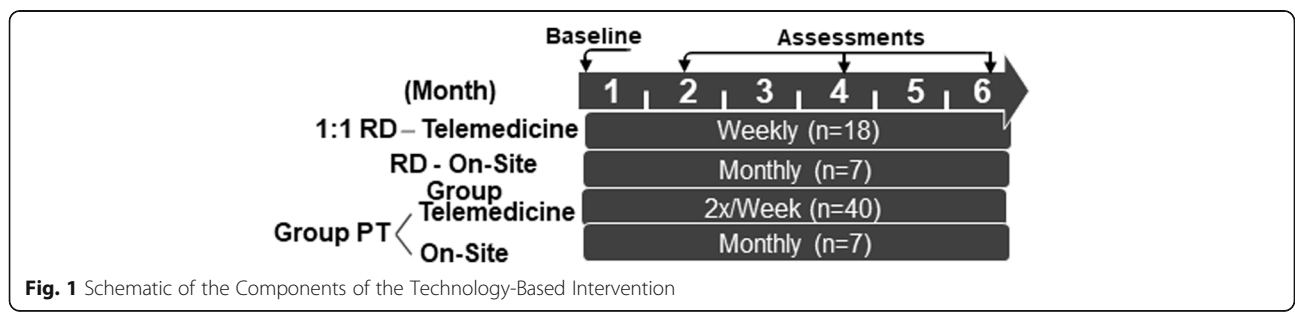 Baseline Assessments
(Month) 1 2 3 4 5 6
1:1 RD – Telemedicine Weekly (n=18)
RD - On-Site Monthly (n=7)
Group
Telemedicine 2x/Week (n=40)
Group PT
On-Site Monthly (n=7)
Fig. 1 Schematic of the Components of the Technology-Based Intervention